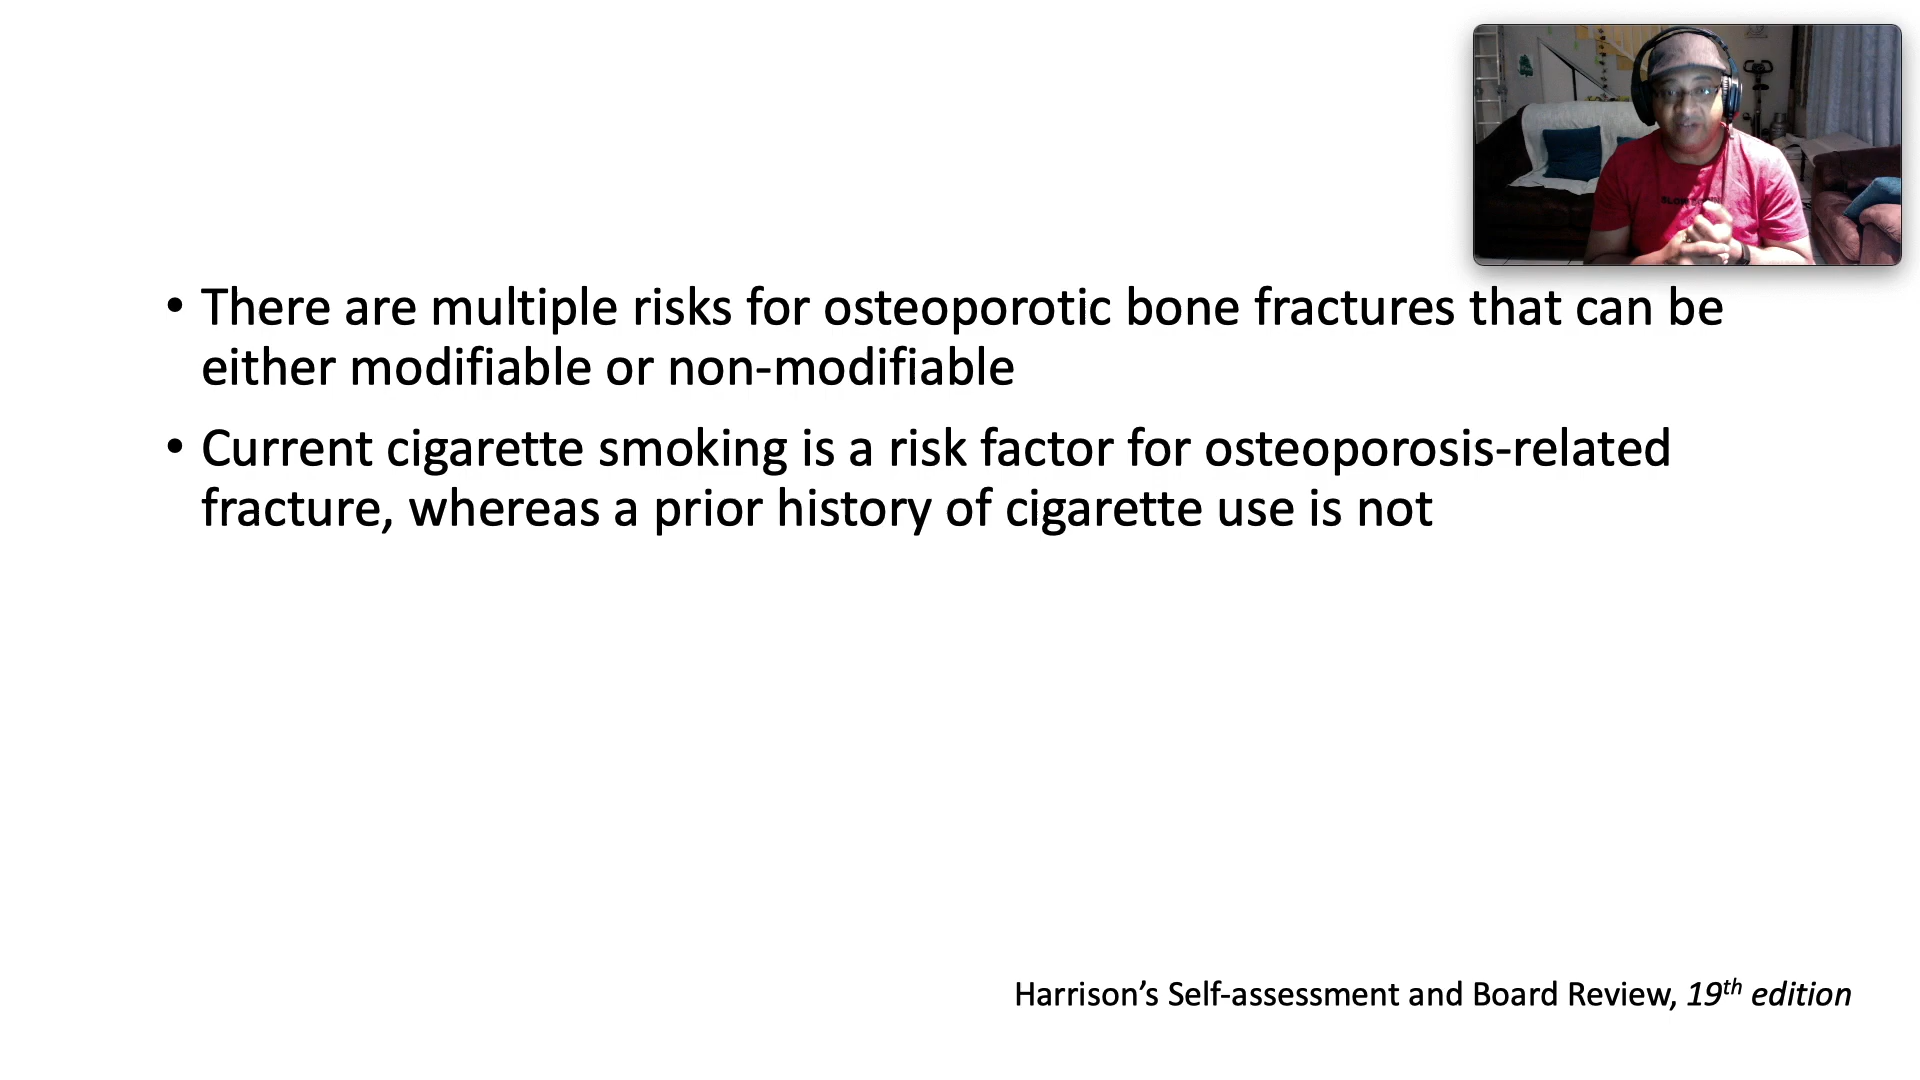 • There are multiple risks for osteoporotic bone fractures that can be
either modifiable or non-modifiable
• Current cigarette smoking is a risk factor for osteoporosis-related
fracture, whereas a prior history of cigarette use is not
Harrison’s Self-assessment and Board Review, 19th edition